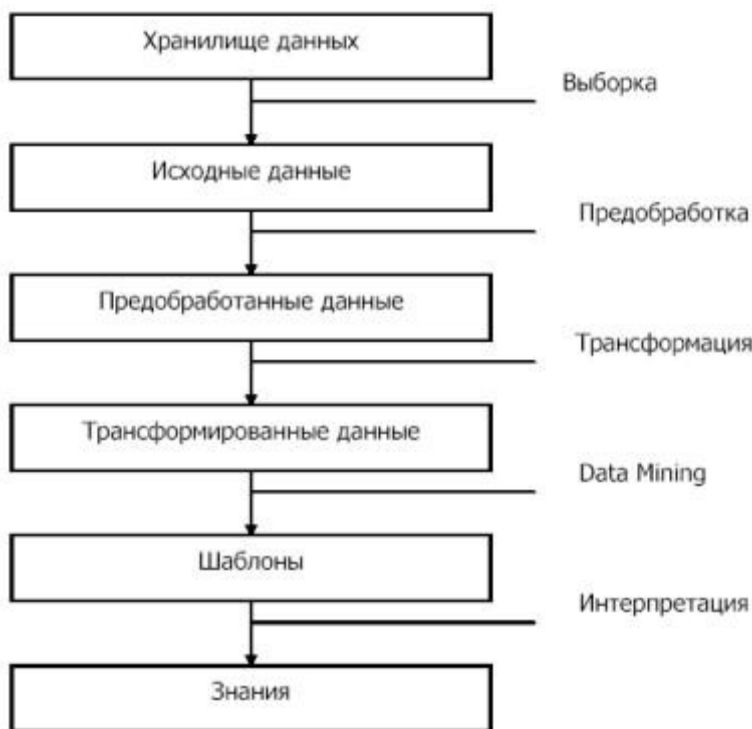 Хранилище данных
Выборка
Исходные данные
Предобработка
Предобработанные данные
Трансформация
Трансформированные данные
Data Mining
Шаблоны
Интерпретация
Знания